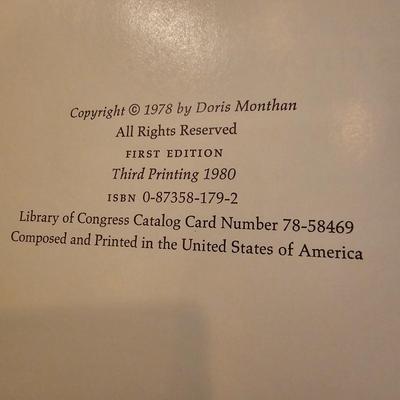 Copyright © 1978 by Doris Monthan
All Rights Reserved
FIRST EDITION
Third Printing 1980
ISBN 0-87358-179-2
Library of Congress Catalog Card Number 78-58469
Composed and Printed in the United States of America